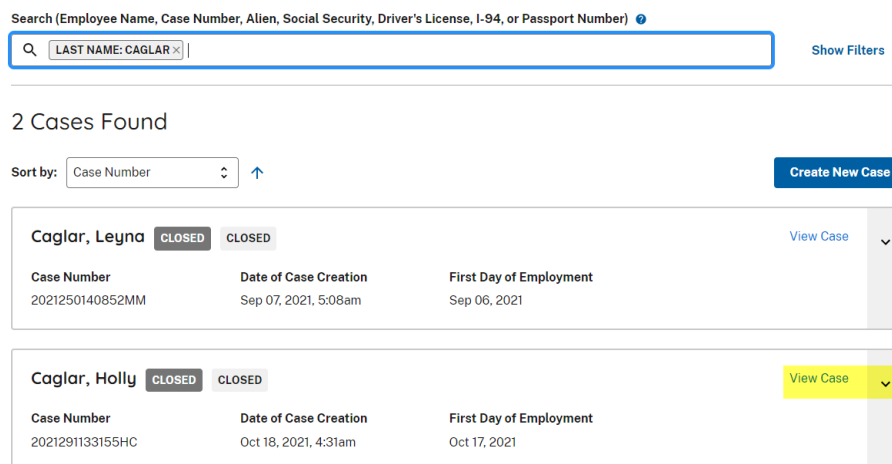 Search (Employee Name, Case Number, Alien, Social Security, Driver's License, I-94, or Passport Number) ?
LAST NAME: CAGLAR ×
Show Filters
2 Cases Found
Sort by: Case Number
Create New Case
Caglar, Leyna CLOSED CLOSED View Case
Case Number Date of Case Creation First Day of Employment
2021250140852MM Sep 07, 2021, 5:08am Sep 06, 2021
Caglar, Holly CLOSED CLOSED View Case
Case Number Date of Case Creation First Day of Employment
2021291133155HC Oct 18, 2021, 4:31am Oct 17, 2021